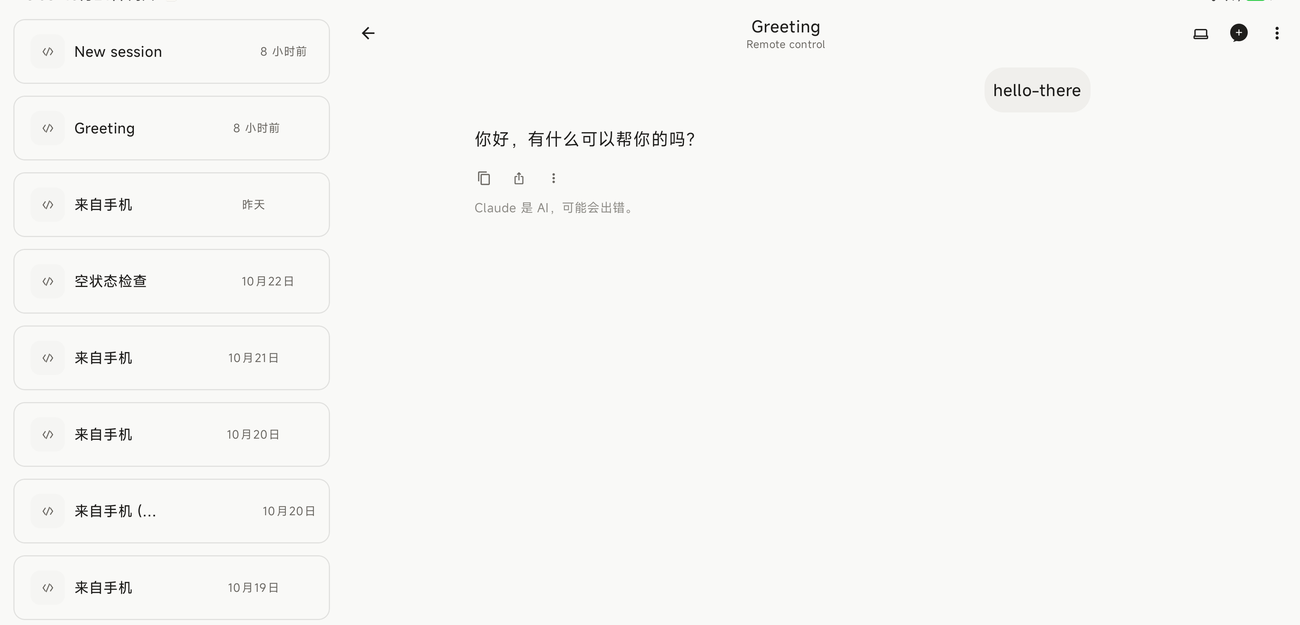 New session
8 小时前
Greeting
8 小时前
来自手机
昨天
空状态检查
10月22日
来自手机
10月21日
来自手机
10月20日
来自手机 (...
10月20日
来自手机
10月19日
Greeting
Remote control
hello-there
你好，有什么可以帮你的吗？
Claude 是 AI，可能会出错。